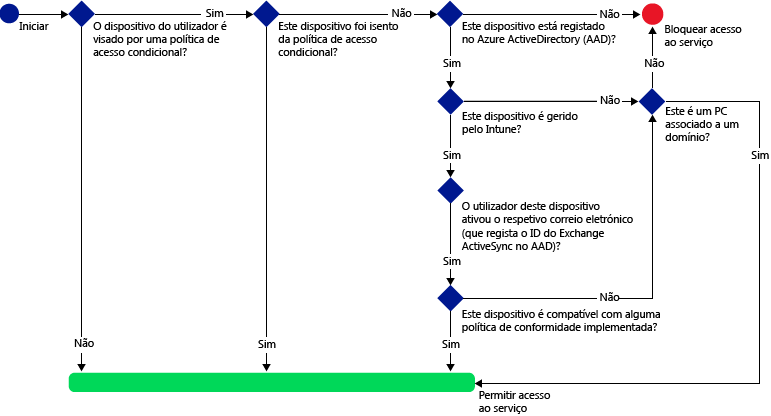 Iniciar
Sim
O dispositivo do utilizador é
visado por uma política de
acesso condicional?
Não
Este dispositivo foi isento
da política de acesso
condicional?
Não
Este dispositivo está registado
no Azure ActiveDirectory (AAD)?
Bloquear acesso
ao serviço
Sim
Não
Não
Este dispositivo é gerido
pelo Intune?
Este é um PC
associado a um
domínio?
Sim
Sim
O utilizador deste dispositivo
ativou o respetivo correio eletrónico
(que regista o ID do Exchange
ActiveSync no AAD)?
Sim
Não
Este dispositivo é compatível com alguma
política de conformidade implementada?
Não
Sim
Sim
Permitir acesso
ao serviço